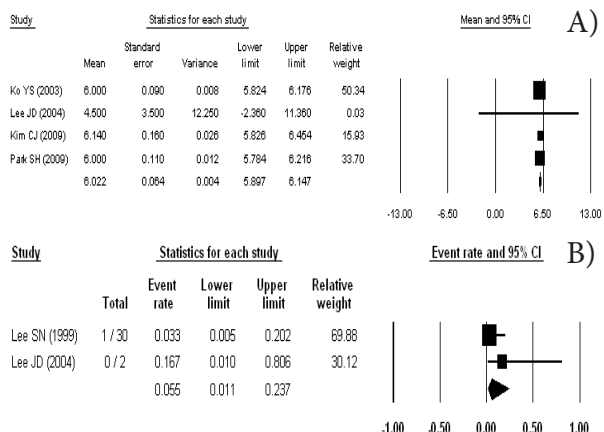 Study Statistics for each study Mean and 95% CI A)
Standard Lower Upper Relative
Mean error Variance limit limit weight
Ko YS (2003) 6.000 0.090 0.008 5.824 6.176 50.34
Lee JD (2004) 4.500 3.500 12.250 -2.360 11.360 0.03
Kim CJ (2009) 6.140 0.160 0.026 5.826 6.454 15.93
Park SH (2009) 6.000 0.110 0.012 5.784 6.216 33.70
6.022 0.064 0.004 5.897 6.147
-13.00 -6.50 0.00 6.50 13.00
Study Statistics for each study Event rate and 95% CI B)
Event Lower Upper Relative
Total rate limit limit weight
Lee SN (1999) 1 / 30 0.033 0.005 0.202 69.88
Lee JD (2004) 0 / 2 0.167 0.010 0.806 30.12
0.055 0.011 0.237
-1.00 -0.50 0.00 0.50 1.00